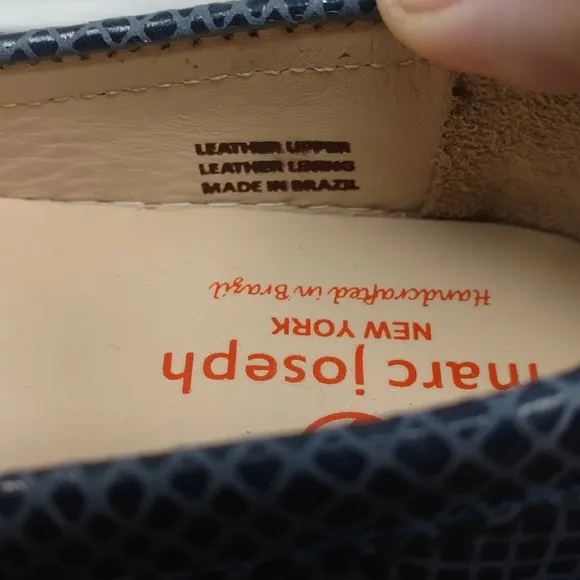 LEATHER UPPER
LEATHER LINING
MADE IN BRAZIL
marc joseph
NEW YORK
Handcrafted in Brazil